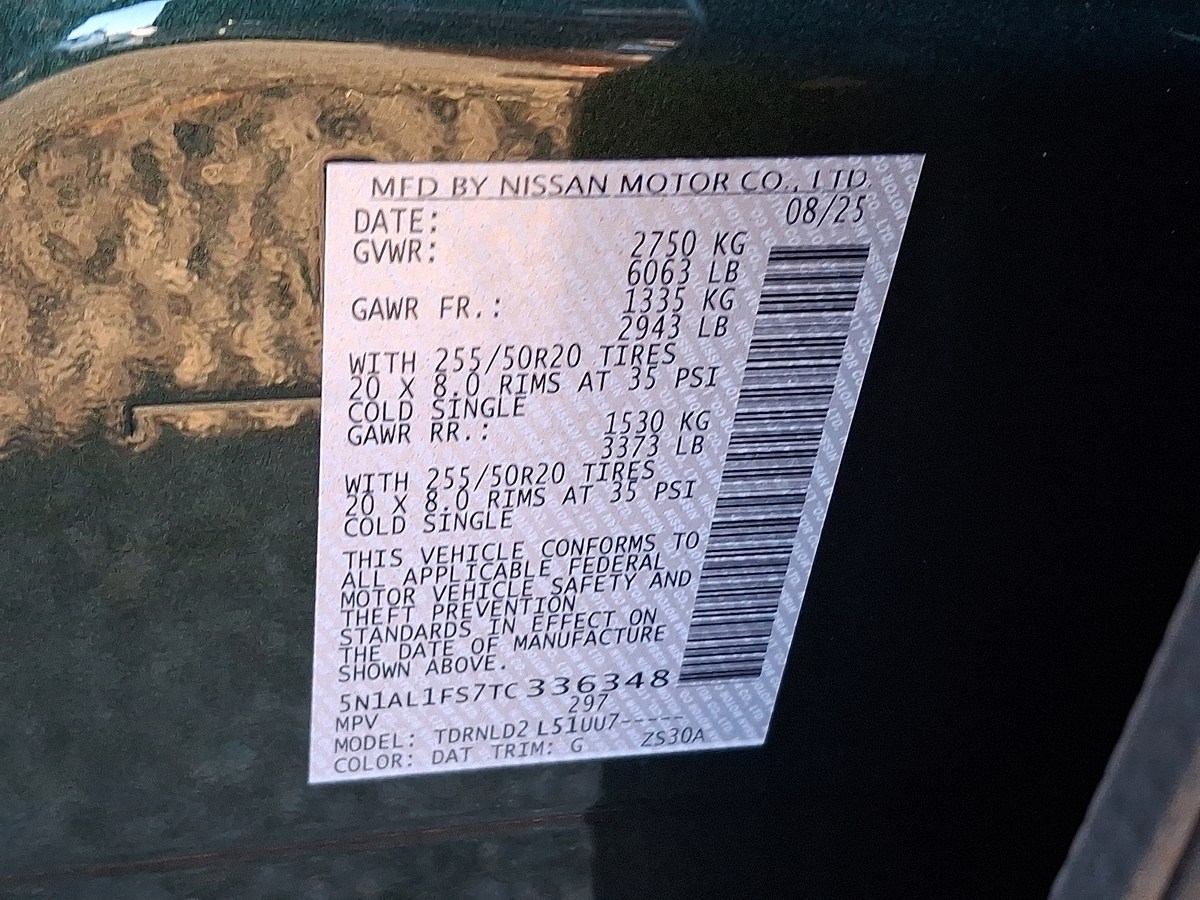 MFD BY NISSAN MOTOR CO., LTD.
DATE: 08/25
GVWR: 2750 KG
6063 LB
GAWR FR.: 1335 KG
2943 LB
WITH 255/50R20 TIRES
20 X 8.0 RIMS AT 35 PSI
COLD SINGLE
GAWR RR.: 1530 KG
3373 LB
WITH 255/50R20 TIRES
20 X 8.0 RIMS AT 35 PSI
COLD SINGLE
THIS VEHICLE CONFORMS TO
ALL APPLICABLE FEDERAL
MOTOR VEHICLE SAFETY AND
THEFT PREVENTION
STANDARDS IN EFFECT ON
THE DATE OF MANUFACTURE
SHOWN ABOVE.
5N1AL1FS7TC336348
MPV 297
MODEL: TDRNLD2 L51UU7-----
COLOR: DAT TRIM: G ZS30A